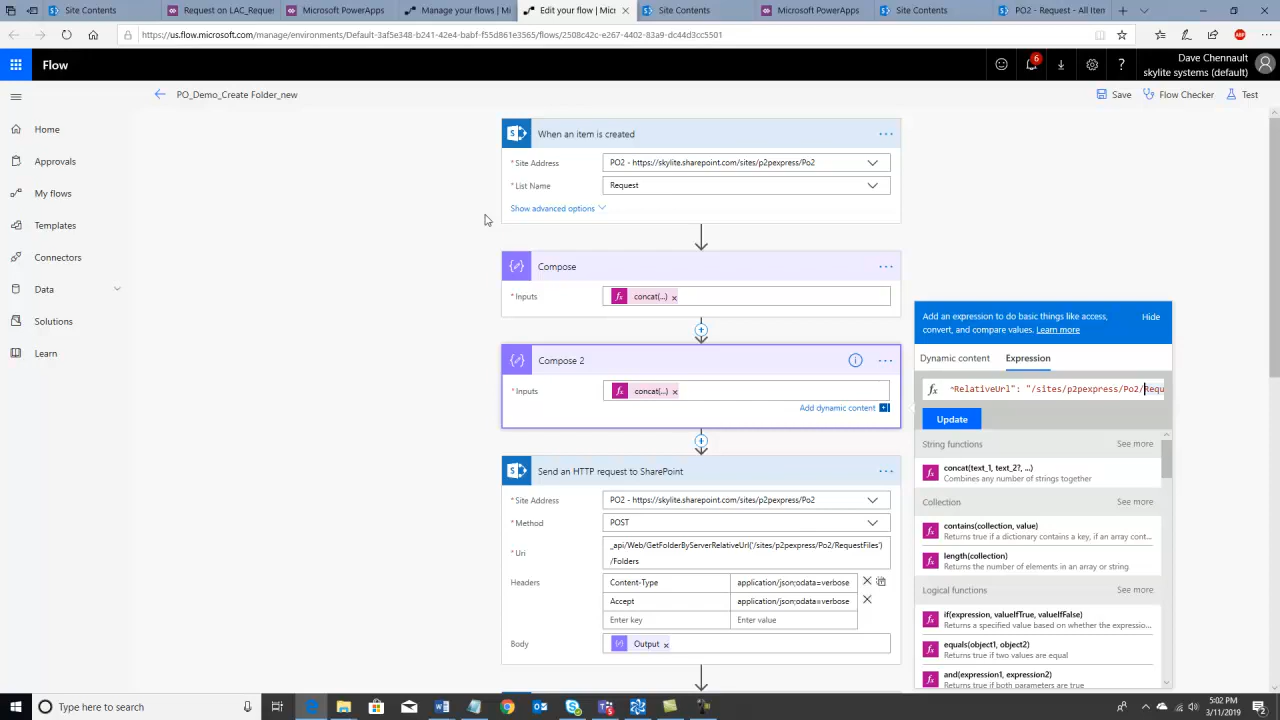 Site Contents
Request on LAC_Reque
Microsoft PowerApps
Manage your flows | Mi
Edit your flow | Micr
Site Contents
Microsoft PowerApps
Site Contents
PO2 - Request - All Iten
https://us.flow.microsoft.com/manage/environments/Default-3af5e348-b241-42e4-babf-f55d861e3565/flows/2508c42c-e267-4402-83a9-dc44d3cc5501
Flow
6
?
Dave Chennault
skylite systems (default)
PO_Demo_Create Folder_new
Save
Flow Checker
Test
Home
Approvals
My flows
Templates
Connectors
Data
Solutions
Learn
When an item is created
* Site Address
PO2 - https://skylite.sharepoint.com/sites/p2pexpress/Po2
* List Name
Request
Show advanced options
Compose
* Inputs
fx concat(...) x
Compose 2
* Inputs
fx concat(...) x
Add dynamic content
Send an HTTP request to SharePoint
* Site Address
PO2 - https://skylite.sharepoint.com/sites/p2pexpress/Po2
* Method
POST
* Uri
_api/Web/GetFolderByServerRelativeUrl('/sites/p2pexpress/Po2/RequestFiles')
/Folders
Headers
Content-Type
application/json;odata=verbose
Accept
application/json;odata=verbose
Enter key
Enter value
Body
Output x
Add an expression to do basic things like access,
convert, and compare values. Learn more
Hide
Dynamic content
Expression
fx
RelativeUrl": "/sites/p2pexpress/Po2/Requ
Update
String functions
See more
fx concat(text_1, text_2?, ...)
Combines any number of strings together
Collection
See more
fx contains(collection, value)
Returns true if a dictionary contains a key, if an array cont...
fx length(collection)
Returns the number of elements in an array or string
Logical functions
See more
fx if(expression, valueIfTrue, valueIfFalse)
Returns a specified value based on whether the expressio...
fx equals(object1, object2)
Returns true if two values are equal
fx and(expression1, expression2)
Returns true if both parameters are true
Type here to search
5:02 PM
3/11/2019
2